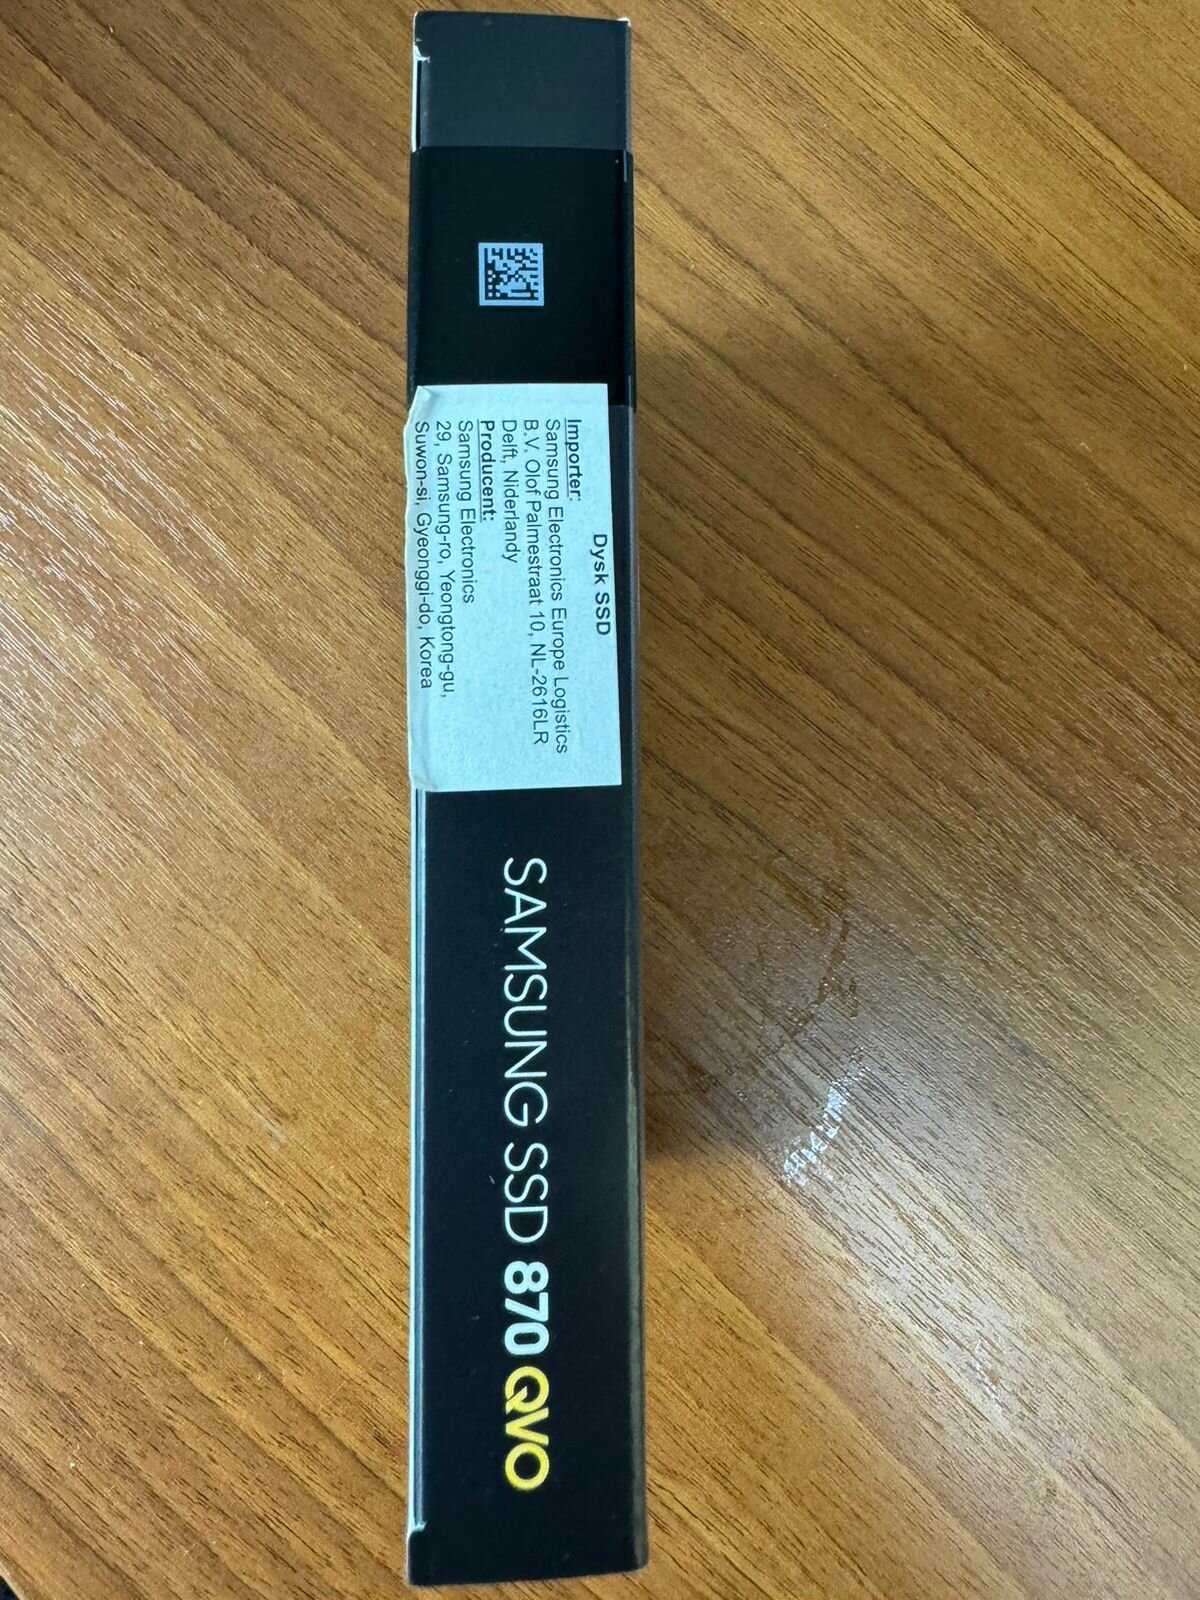 Dysk SSD
Importer:
Samsung Electronics Europe Logistics
B.V. Olof Palmestraat 10, NL-2616LR
Delft, Niderlandy
Producent:
Samsung Electronics
29, Samsung-ro, Yeongtong-gu,
Suwon-si, Gyeonggi-do, Korea
SAMSUNG SSD 870 QVO